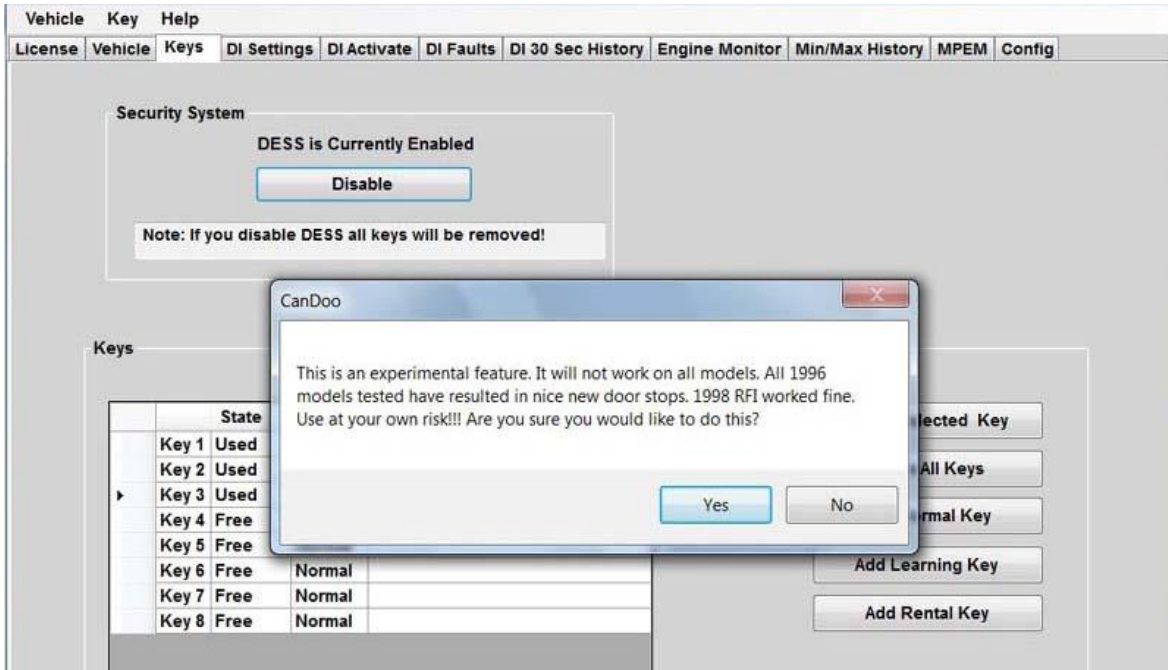 Vehicle Key Help
License Vehicle Keys DI Settings DI Activate DI Faults DI 30 Sec History Engine Monitor Min/Max History MPEM Config
Security System
DESS is Currently Enabled
Disable
Note: If you disable DESS all keys will be removed!
CanDoo
This is an experimental feature. It will not work on all models. All 1996
models tested have resulted in nice new door stops. 1998 RFI worked fine.
Use at your own risk!!! Are you sure you would like to do this?
Yes No
Keys
State
Key 1 Used
Key 2 Used
Key 3 Used
Key 4 Free
Key 5 Free
Key 6 Free Normal
Key 7 Free Normal
Key 8 Free Normal
Key
All Keys
Key
Add Learning Key
Add Rental Key